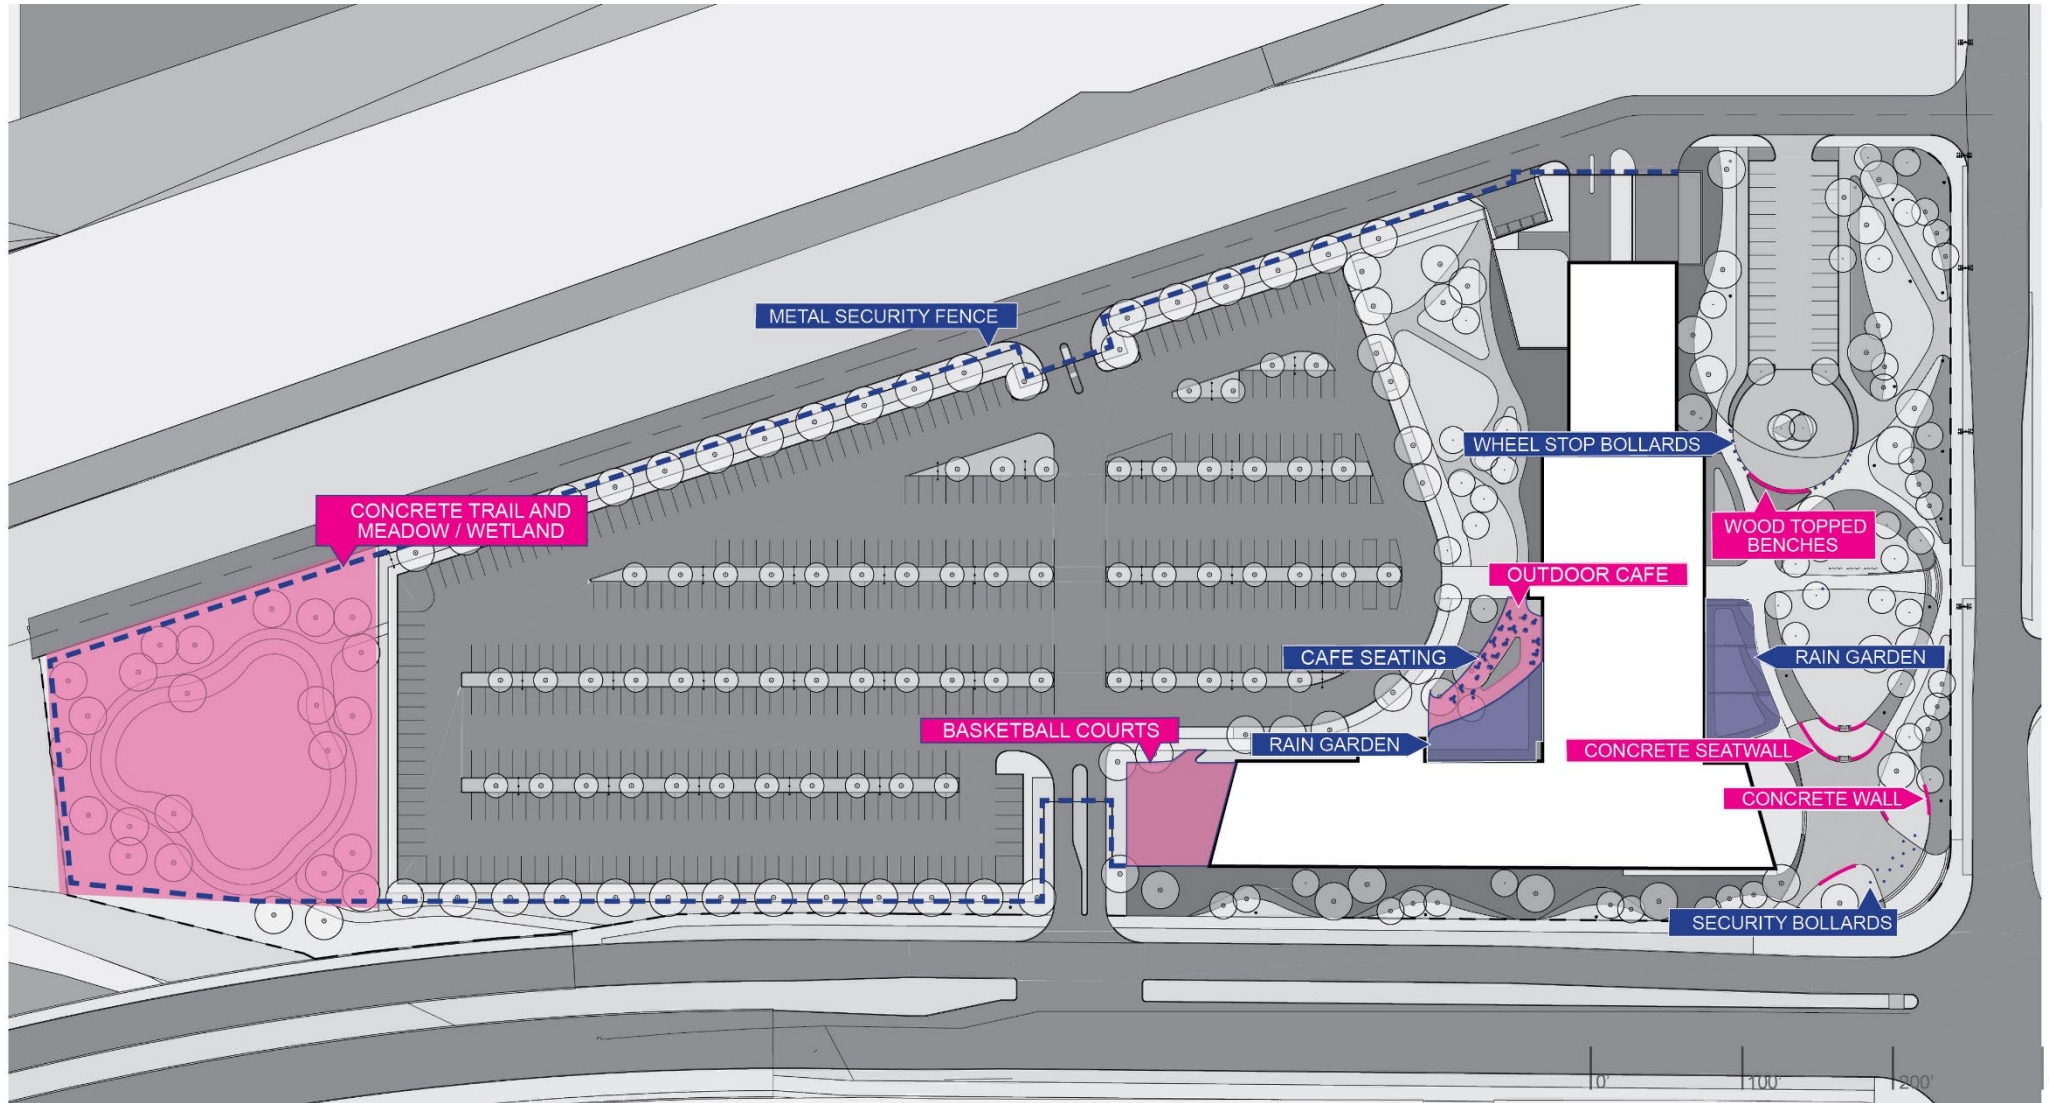 METAL SECURITY FENCE
WHEEL STOP BOLLARDS
CONCRETE TRAIL AND
MEADOW / WETLAND
WOOD TOPPED
BENCHES
OUTDOOR CAFE
CAFE SEATING
RAIN GARDEN
BASKETBALL COURTS
RAIN GARDEN
CONCRETE SEATWALL
CONCRETE WALL
SECURITY BOLLARDS
0'
100'
200'